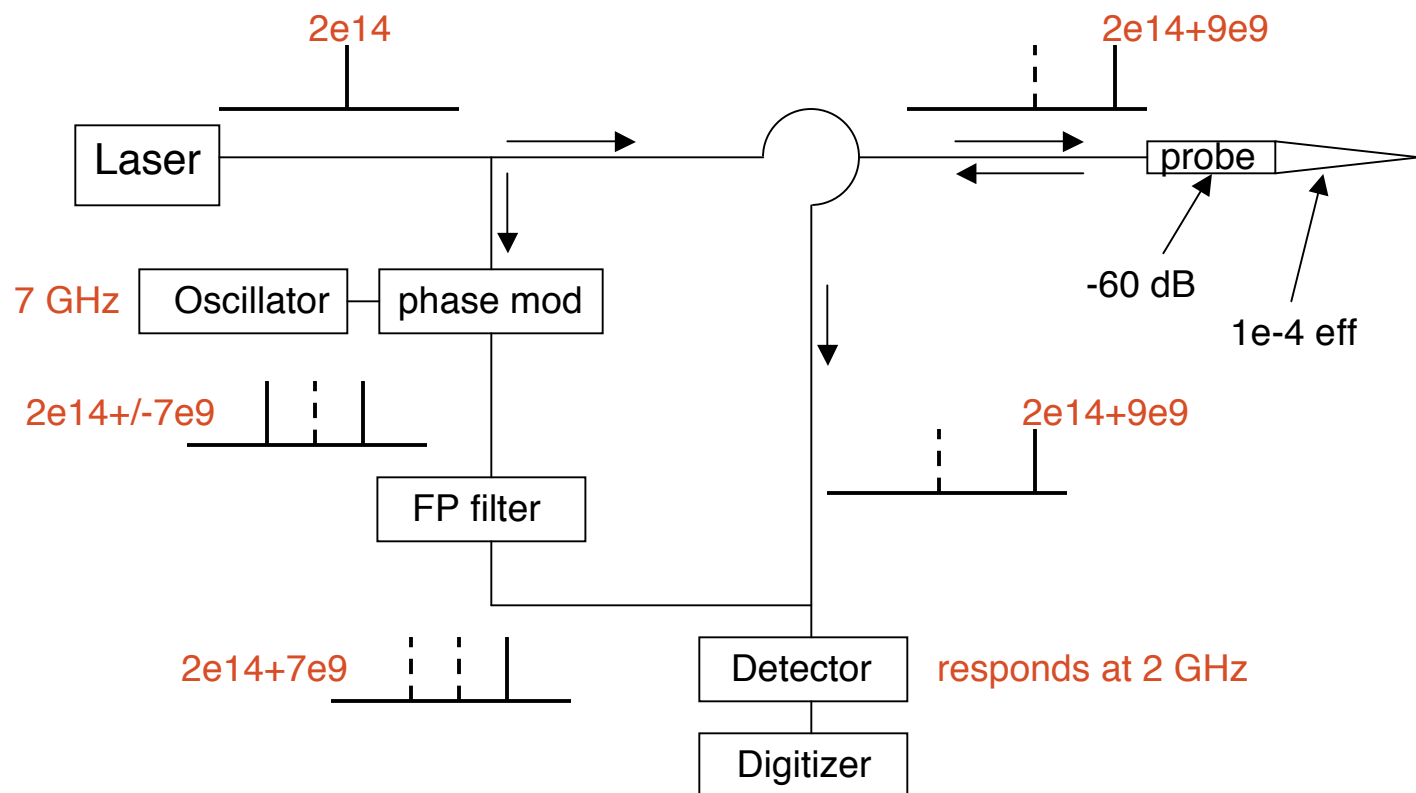 2e14
2e14+9e9
Laser
probe
-60 dB
1e-4 eff
7 GHz
Oscillator
phase mod
2e14+/-7e9
2e14+9e9
FP filter
2e14+7e9
Detector
responds at 2 GHz
Digitizer